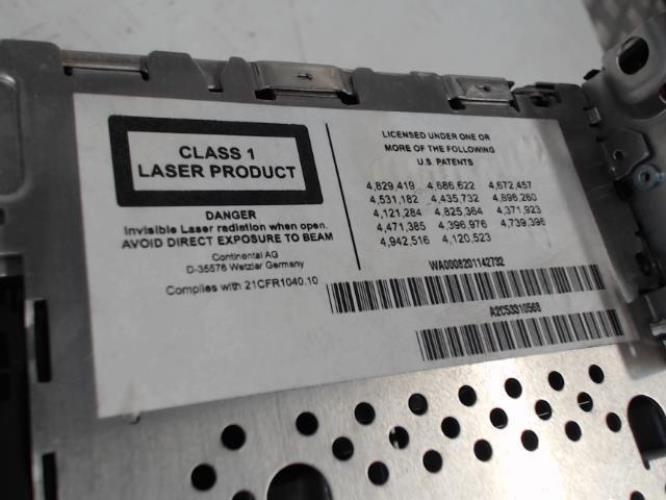 CLASS 1
LASER PRODUCT
DANGER
Invisible Laser radiation when open.
AVOID DIRECT EXPOSURE TO BEAM
Continental AG
D-35576 Wetzlar Germany
Complies with 21CFR1040.10
LICENSED UNDER ONE OR
MORE OF THE FOLLOWING
U.S. PATENTS
4,829,419 4,686,622 4,672,457
4,531,182 4,435,732 4,896,260
4,121,284 4,825,364 4,371,923
4,471,385 4,396,976 4,739,396
4,942,516 4,120,523
WA0008201142732
A2C53310568